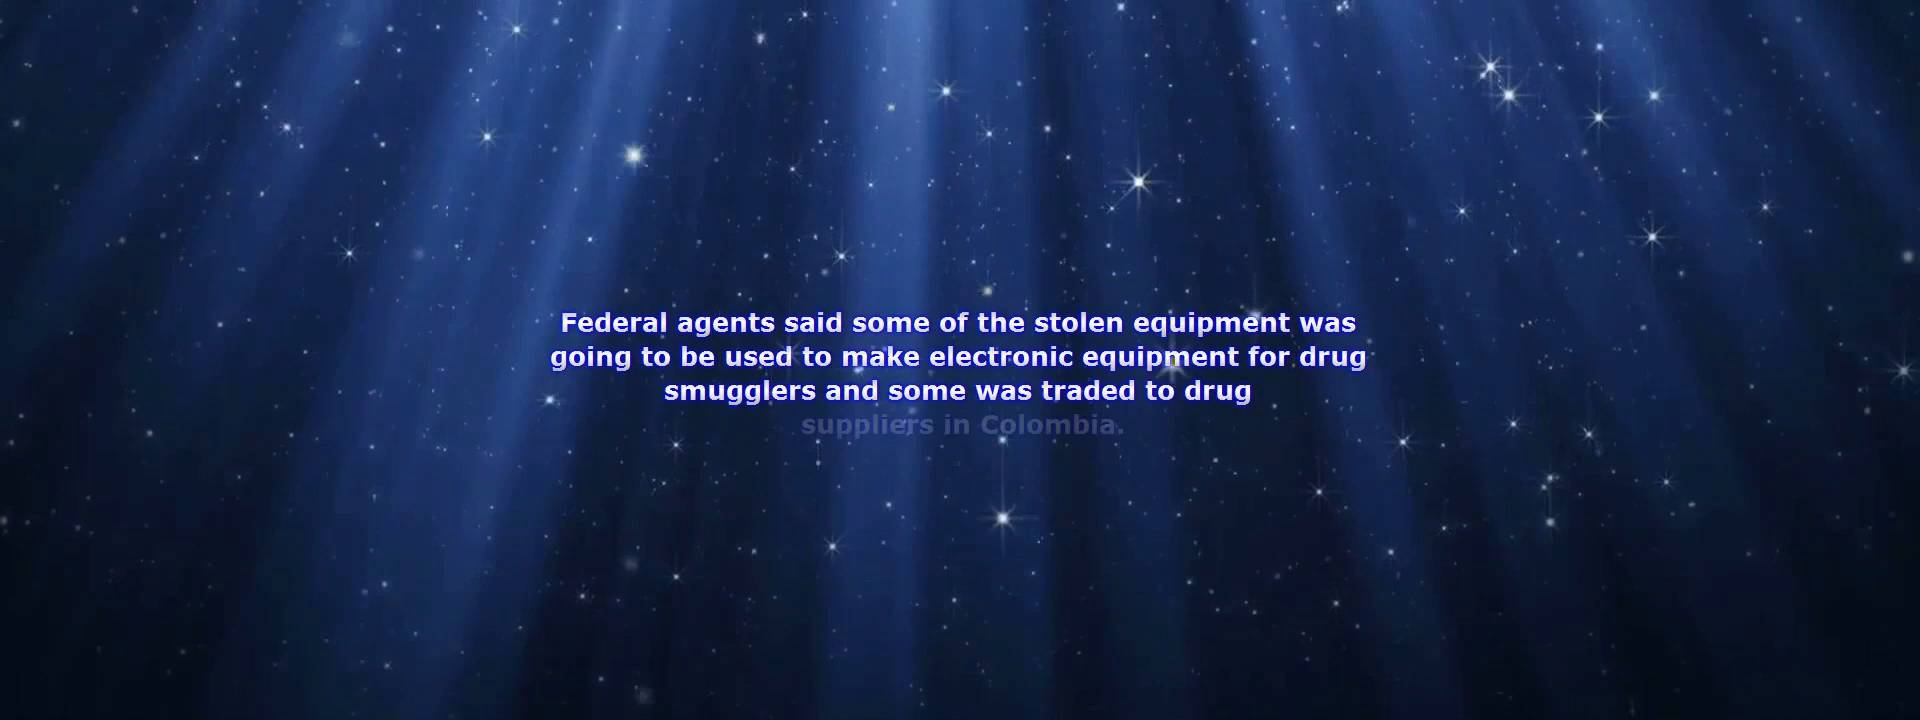 Federal agents said some of the stolen equipment was
going to be used to make electronic equipment for drug
smugglers and some was traded to drug
suppliers in Colombia.